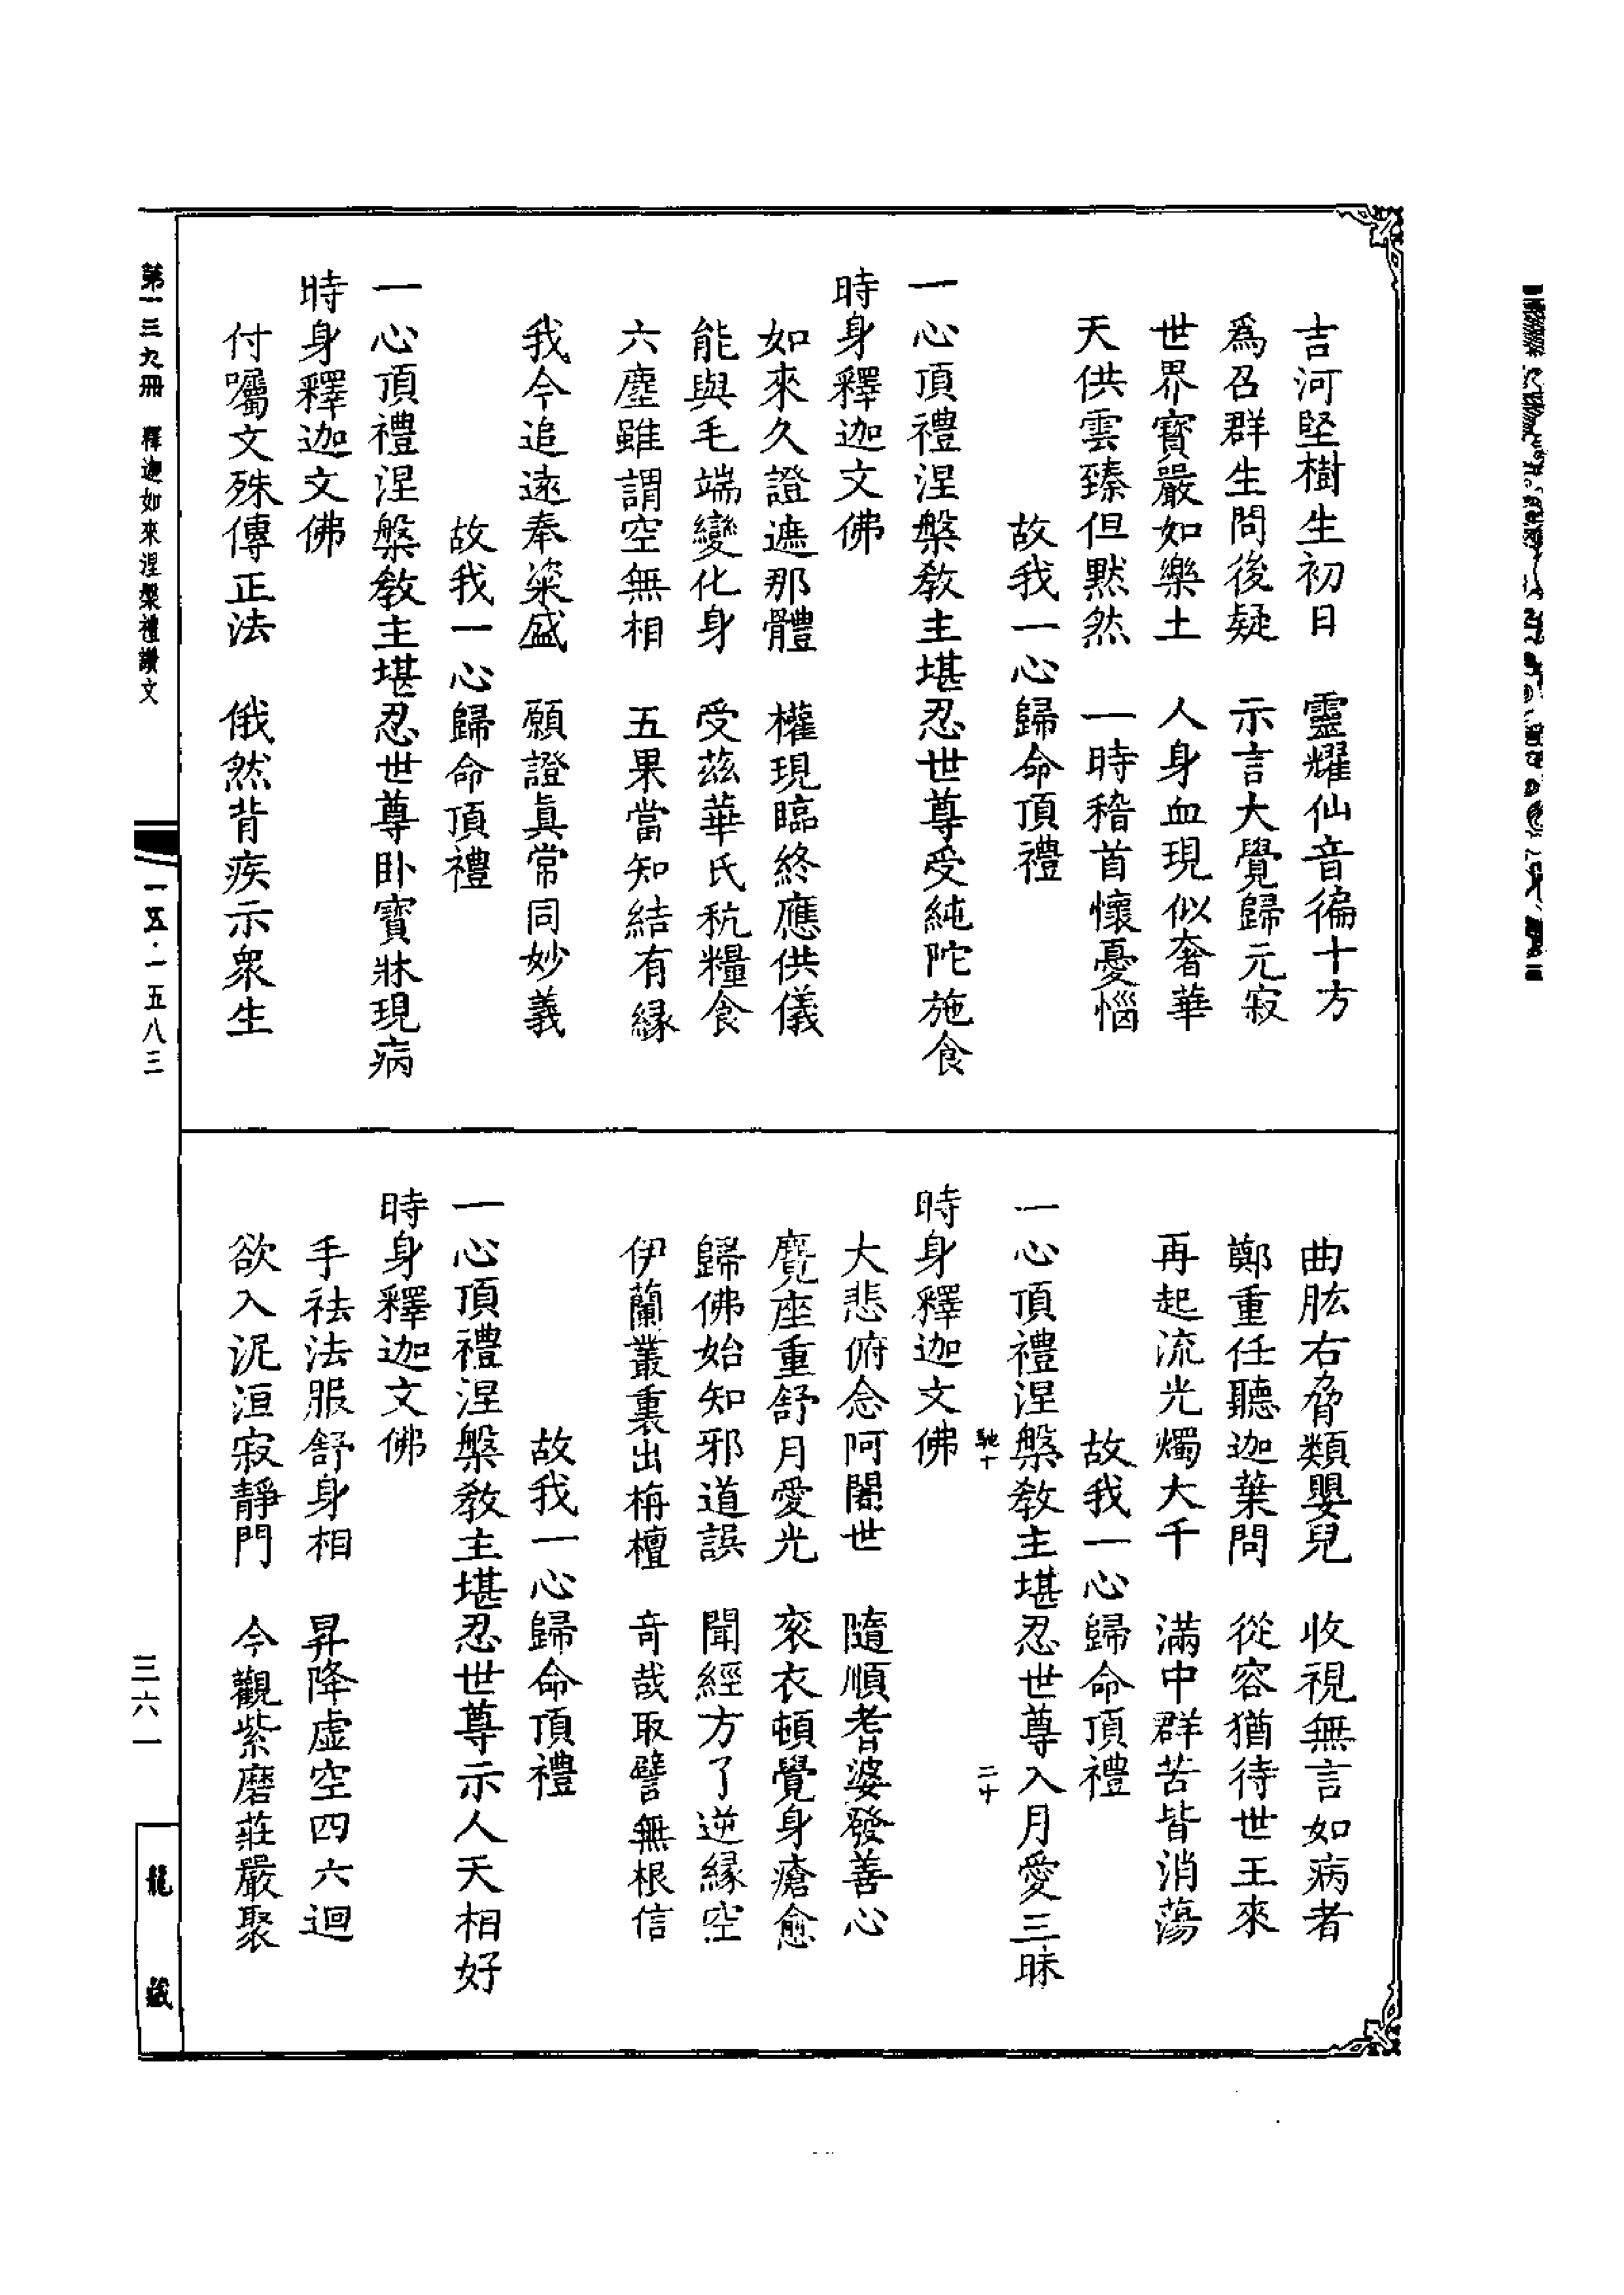 吉河堅樹生初日　靈耀仙音徧十方
爲召群生問後疑　示言大覺歸元寂
世界寶嚴如樂土　人身血現似奢華
天供雲臻但默然　一時稽首懷憂惱
故我一心歸命頂禮
一心頂禮涅槃教主堪忍世尊受純陀施食
時身釋迦文佛
如來久證遮那體　權現臨終應供儀
能與毛端變化身　受茲華氏秔糧食
六塵雖謂空無相　五果當知結有緣
我今追遠奉粢盛　願證眞常同妙義
故我一心歸命頂禮
一心頂禮涅槃教主堪忍世尊卧寶牀現病
時身釋迦文佛
付囑文殊傳正法　俄然背疾示衆生
曲肱右脅類嬰兒　收視無言如病者
鄭重任聽迦葉問　從容猶待世王來
再起流光燭大千　滿中群苦皆消蕩
故我一心歸命頂禮
一心頂禮涅槃教主堪忍世尊入月愛三昧
馳十　二十
時身釋迦文佛
大悲俯念阿闍世　隨順耆婆發善心
麑座重舒月愛光　衮衣頓覺身瘡愈
歸佛始知邪道誤　聞經方了逆緣空
伊蘭叢裏出栴檀　奇哉取譬無根信
故我一心歸命頂禮
一心頂禮涅槃教主堪忍世尊示人天相好
時身釋迦文佛
手祛法服舒身相　昇降虛空四六迴
欲入泥洹寂靜門　今觀紫磨莊嚴聚
第一三九冊　釋迦如來涅槃禮讚文
一五·一五八三
三六一
龍藏